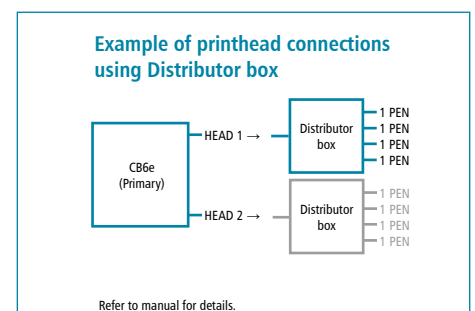 Example of printhead connections
using Distributor box
CB6e
(Primary)
HEAD 1 →
Distributor
box
1 PEN
1 PEN
1 PEN
1 PEN
HEAD 2 →
Distributor
box
1 PEN
1 PEN
1 PEN
1 PEN
Refer to manual for details.